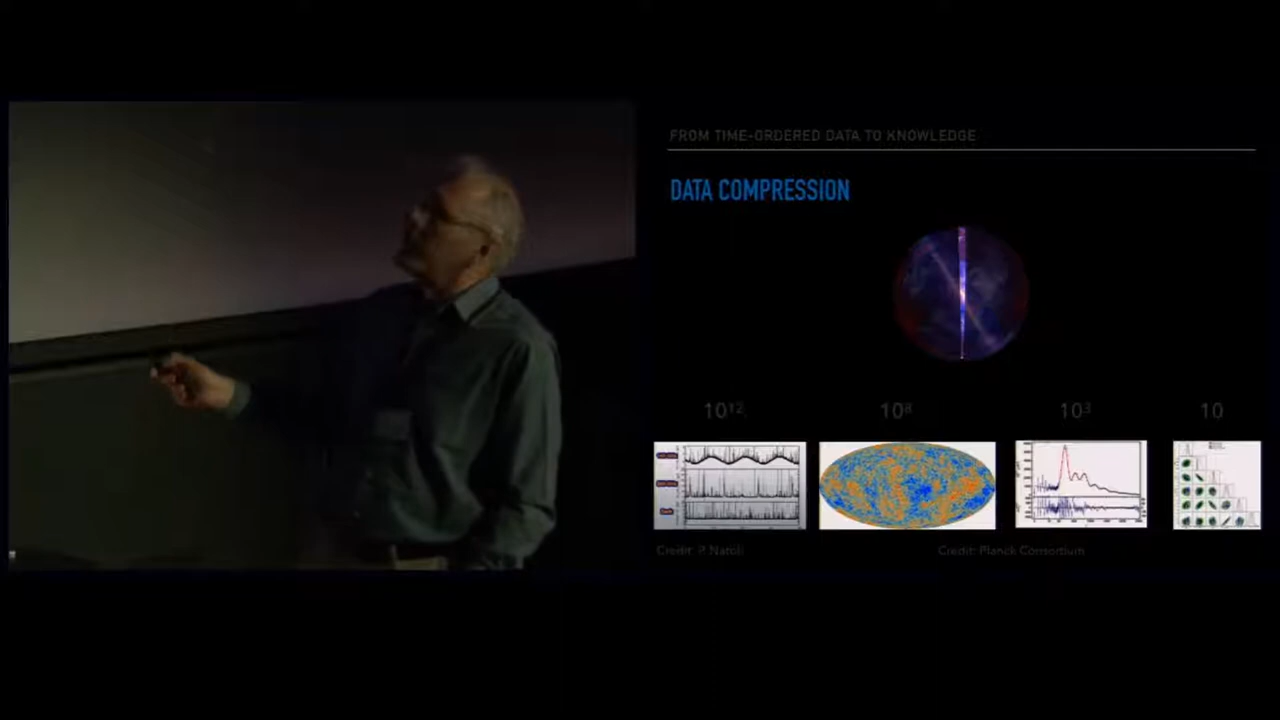 FROM TIME-ORDERED DATA TO KNOWLEDGE
DATA COMPRESSION
10¹² 10⁸ 10³ 10
Credit: P. Natoli
Credit: Planck Consortium